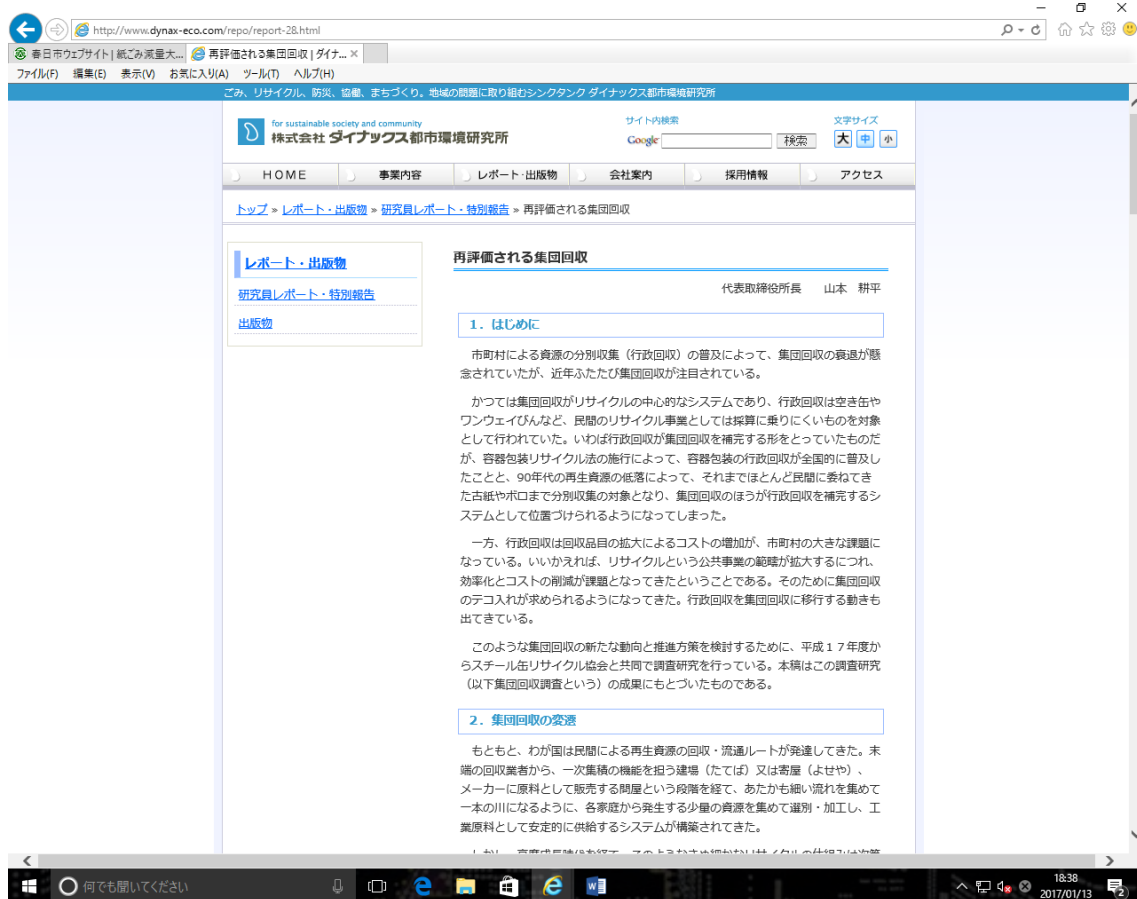 http://www.dynax-eco.com/repo/report-28.html
春日市ウェブサイト | 紙ごみ減量大... 再評価される集団回収 | ダイナ... ×
ファイル(F) 編集(E) 表示(V) お気に入り(A) ツール(T) ヘルプ(H)
ごみ、リサイクル、防災、協働、まちづくり。地域の問題に取り組むシンクタンク ダイナックス都市環境研究所
for sustainable society and community
株式会社 ダイナックス都市環境研究所
サイト内検索
Google 検索
文字サイズ
大 中 小
HOME 事業内容 レポート・出版物 会社案内 採用情報 アクセス
トップ » レポート・出版物 » 研究員レポート・特別報告 » 再評価される集団回収
レポート・出版物
研究員レポート・特別報告
出版物
再評価される集団回収
代表取締役所長 山本 耕平
1．はじめに
市町村による資源の分別収集（行政回収）の普及によって、集団回収の衰退が懸
念されていたが、近年ふたたび集団回収が注目されている。
かつては集団回収がリサイクルの中心的なシステムであり、行政回収は空き缶や
ワンウェイびんなど、民間のリサイクル事業としては採算に乗りにくいものを対象
として行われていた。いわば行政回収が集団回収を補完する形をとっていたものだ
が、容器包装リサイクル法の施行によって、容器包装の行政回収が全国的に普及し
たことと、90年代の再生資源の低落によって、それまでほとんど民間に委ねてき
た古紙やボロまで分別収集の対象となり、集団回収のほうが行政回収を補完するシ
ステムとして位置づけられるようになってしまった。
一方、行政回収は回収品目の拡大によるコストの増加が、市町村の大きな課題に
なっている。いいかえれば、リサイクルという公共事業の範疇が拡大するにつれ、
効率化とコストの削減が課題となってきたということである。そのために集団回収
のテコ入れが求められるようになってきた。行政回収を集団回収に移行する動きも
出てきている。
このような集団回収の新たな動向と推進方策を検討するために、平成１７年度か
らスチール缶リサイクル協会と共同で調査研究を行っている。本稿はこの調査研究
（以下集団回収調査という）の成果にもとづいたものである。
2．集団回収の変遷
もともと、わが国は民間による再生資源の回収・流通ルートが発達してきた。末
端の回収業者から、一次集積の機能を担う建場（たてば）又は寄屋（よせや）、
メーカーに原料として販売する問屋という段階を経て、あたかも細い流れを集めて
一本の川になるように、各家庭から発生する少量の資源を集めて選別・加工し、工
業原料として安定的に供給するシステムが構築されてきた。
何でも聞いてください
18:38
2017/01/13
2